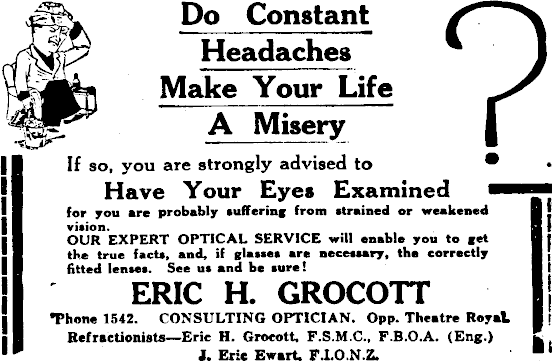 Do Constant
Headaches
Make Your Life
A Misery
?
If so, you are strongly advised to
Have Your Eyes Examined
for you are probably suffering from strained or weakened
vision.
OUR EXPERT OPTICAL SERVICE will enable you to get
the true facts, and, if glasses are necessary, the correctly
fitted lenses. See us and be sure!
ERIC H. GROCOTT
Phone 1542. CONSULTING OPTICIAN. Opp. Theatre Royal
Refractionists—Eric H. Grocott, F.S.M.C., F.B.O.A. (Eng.)
J. Eric Ewart, F.I.O.N.Z.